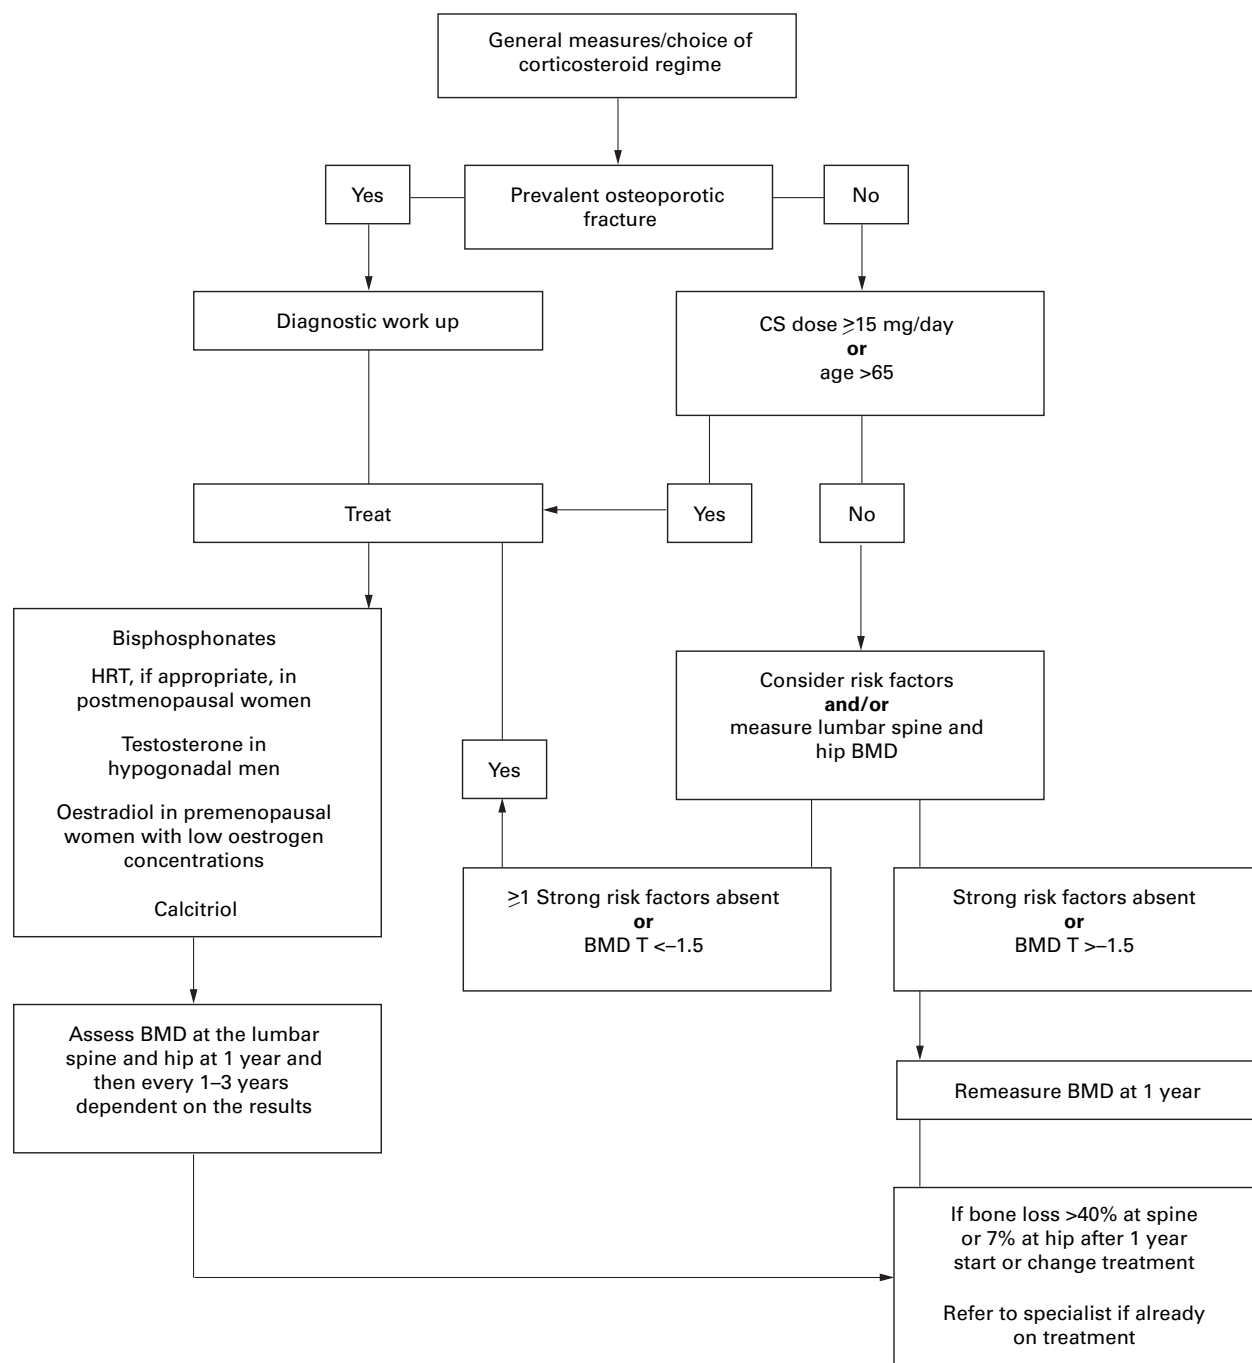 General measures/choice of
corticosteroid regime
Yes
Prevalent osteoporotic
fracture
No
Diagnostic work up
CS dose ≥15 mg/day
or
age >65
Treat
Yes
No
Bisphosphonates
HRT, if appropriate, in
postmenopausal women
Testosterone in
hypogonadal men
Oestradiol in premenopausal
women with low oestrogen
concentrations
Calcitriol
Consider risk factors
and/or
measure lumbar spine and
hip BMD
Yes
≥1 Strong risk factors absent
or
BMD T <–1.5
Strong risk factors absent
or
BMD T >–1.5
Assess BMD at the lumbar
spine and hip at 1 year and
then every 1–3 years
dependent on the results
Remeasure BMD at 1 year
If bone loss >40% at spine
or 7% at hip after 1 year
start or change treatment
Refer to specialist if already
on treatment